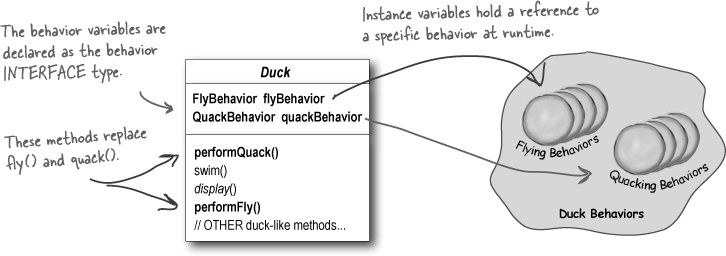 The behavior variables are
declared as the behavior
INTERFACE type.
These methods replace
fly() and quack().
Instance variables hold a reference to
a specific behavior at runtime.
Duck
FlyBehavior flyBehavior
QuackBehavior quackBehavior
performQuack()
swim()
display()
performFly()
// OTHER duck-like methods...
Flying Behaviors
Quacking Behaviors
Duck Behaviors